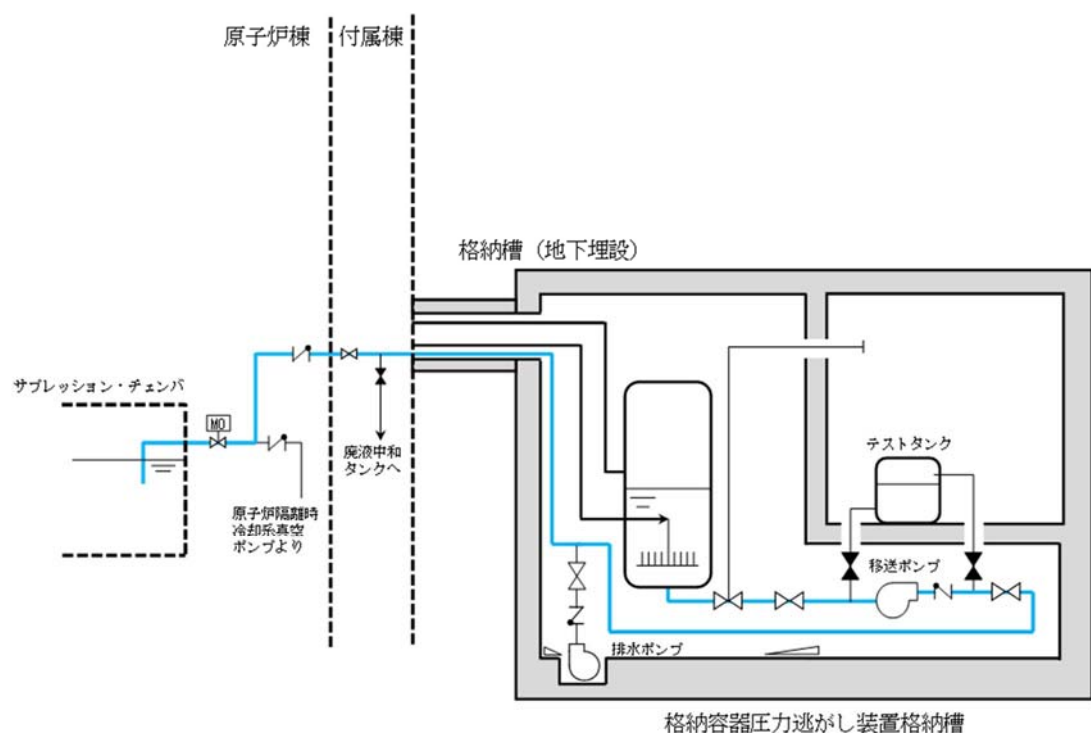 原子炉棟
付属棟
格納槽（地下埋設）
サプレッション・チェンバ
MO
テストタンク
廃液中和
タンクへ
原子炉隔離時
冷却系真空
ポンプより
移送ポンプ
排水ポンプ
格納容器圧力逃がし装置格納槽